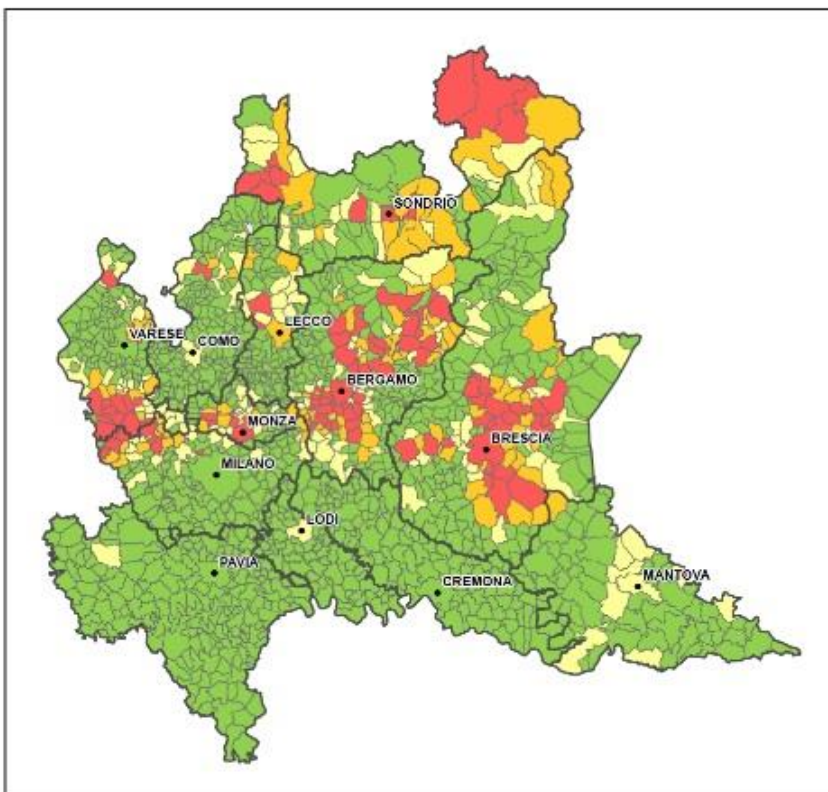 SONDRIO
LECCO
VARESE
COMO
BERGAMO
MONZA
BRESCIA
MILANO
LODI
PAVIA
CREMONA
MANTOVA